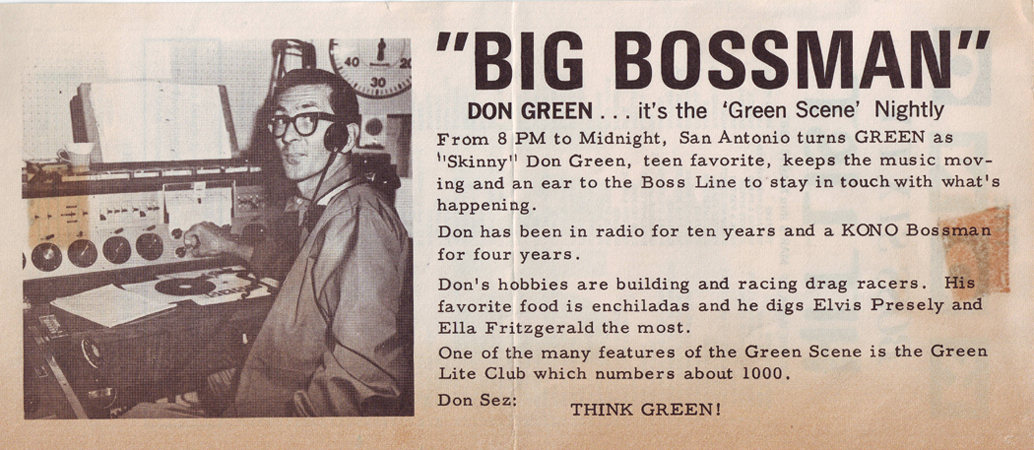 "BIG BOSSMAN"
DON GREEN . . . it's the 'Green Scene' Nightly
From 8 PM to Midnight, San Antonio turns GREEN as
"Skinny" Don Green, teen favorite, keeps the music mov-
ing and an ear to the Boss Line to stay in touch with what's
happening.
Don has been in radio for ten years and a KONO Bossman
for four years.
Don's hobbies are building and racing drag racers. His
favorite food is enchiladas and he digs Elvis Presely and
Ella Fritzgerald the most.
One of the many features of the Green Scene is the Green
Lite Club which numbers about 1000.
Don Sez:
THINK GREEN!
40
20
30